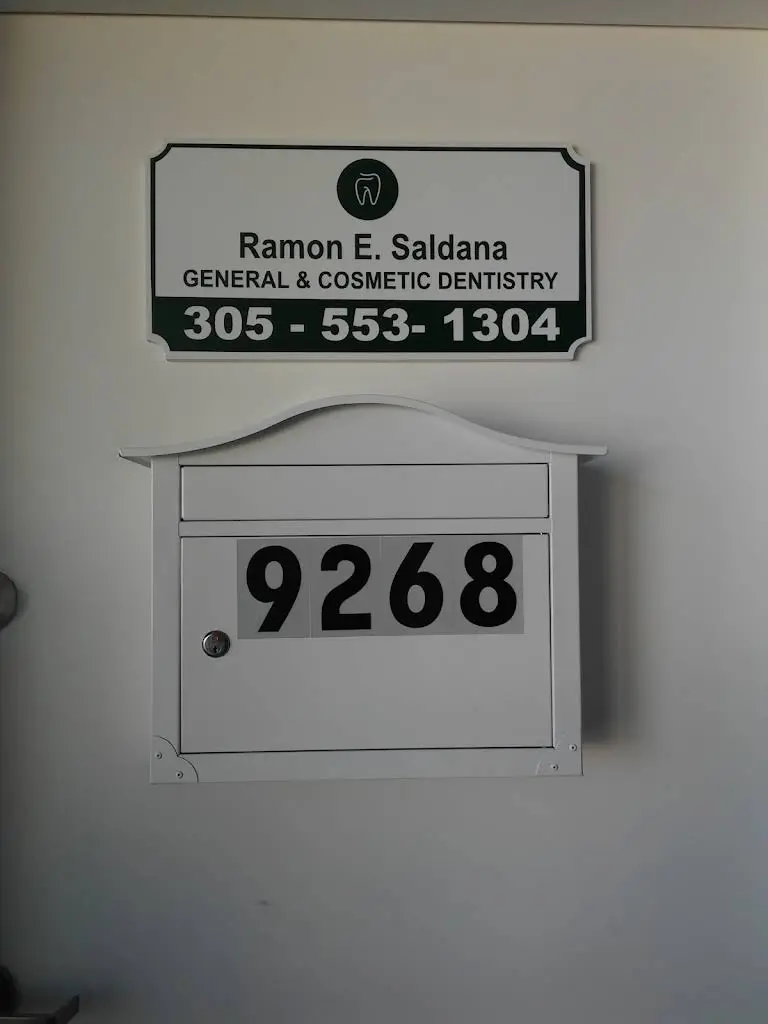 Ramon E. Saldana
GENERAL & COSMETIC DENTISTRY
305 - 553- 1304
9268